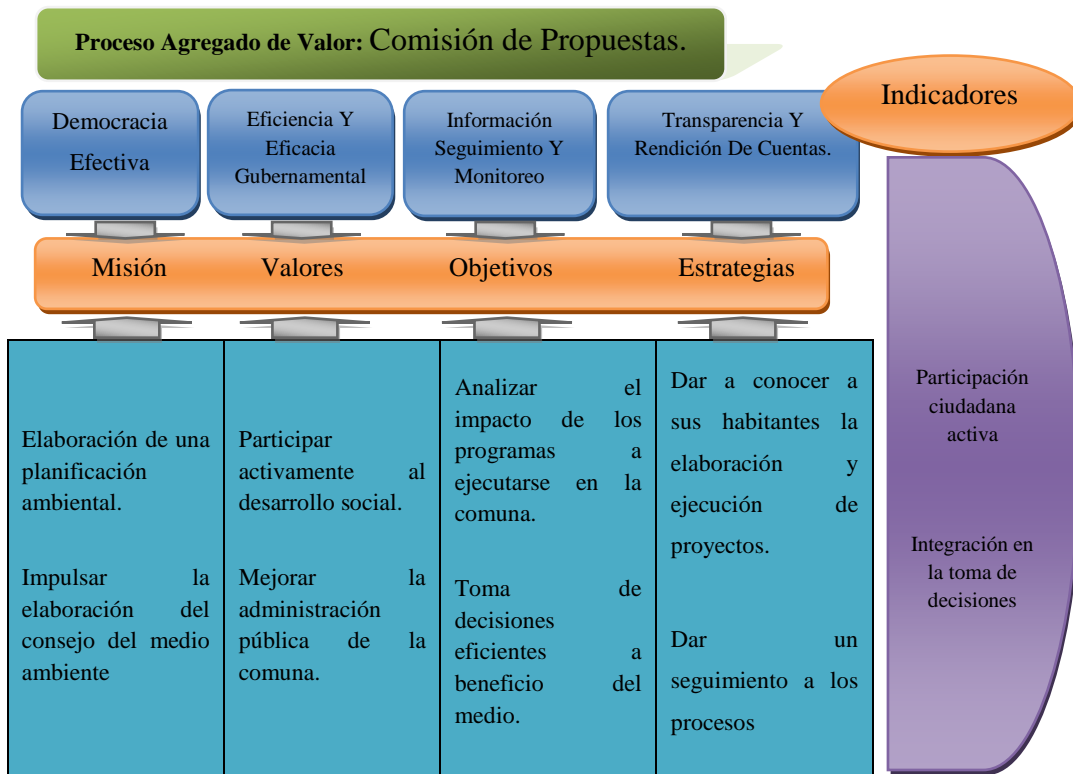 Proceso Agregado de Valor: Comisión de Propuestas.
Indicadores
Democracia
Efectiva
Eficiencia Y
Eficacia
Gubernamental
Información
Seguimiento Y
Monitoreo
Transparencia Y
Rendición De Cuentas.
Misión
Valores
Objetivos
Estrategias
Elaboración de una
planificación
ambiental.
Impulsar la
elaboración del
consejo del medio
ambiente
Participar
activamente al
desarrollo social.
Mejorar la
administración
pública de la
comuna.
Analizar el
impacto de los
programas a
ejecutarse en la
comuna.
Toma de
decisiones
eficientes a
beneficio del
medio.
Dar a conocer a
sus habitantes la
elaboración y
ejecución de
proyectos.
Dar un
seguimiento a los
procesos
Participación
ciudadana
activa
Integración en
la toma de
decisiones